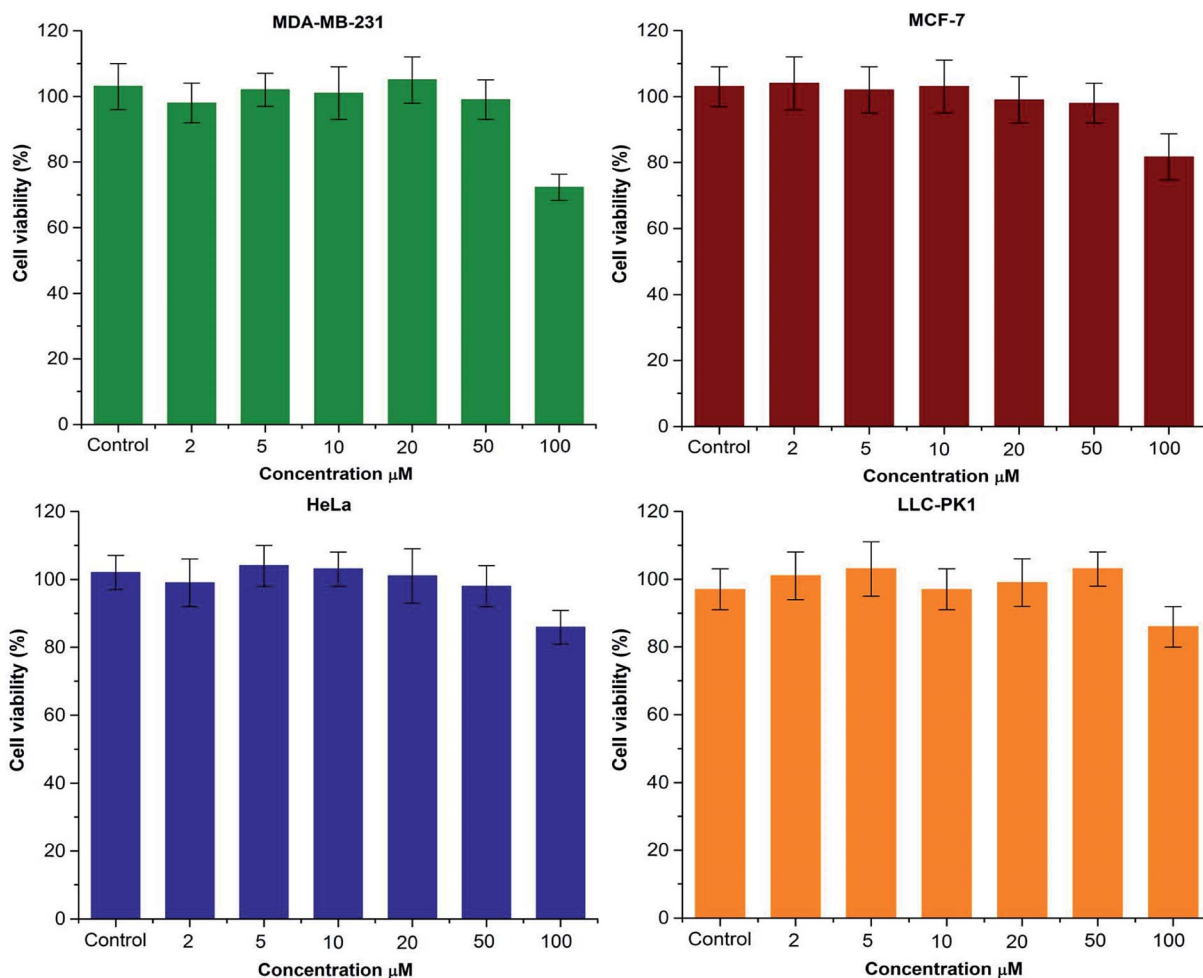 MDA-MB-231
120
100
80
60
40
20
0
Cell viability (%)
Control 2 5 10 20 50 100
Concentration μM
MCF-7
120
100
80
60
40
20
0
Cell viability (%)
Control 2 5 10 20 50 100
Concentration μM
HeLa
120
100
80
60
40
20
0
Cell viability (%)
Control 2 5 10 20 50 100
Concentration μM
LLC-PK1
120
100
80
60
40
20
0
Cell viability (%)
Control 2 5 10 20 50 100
Concentration μM